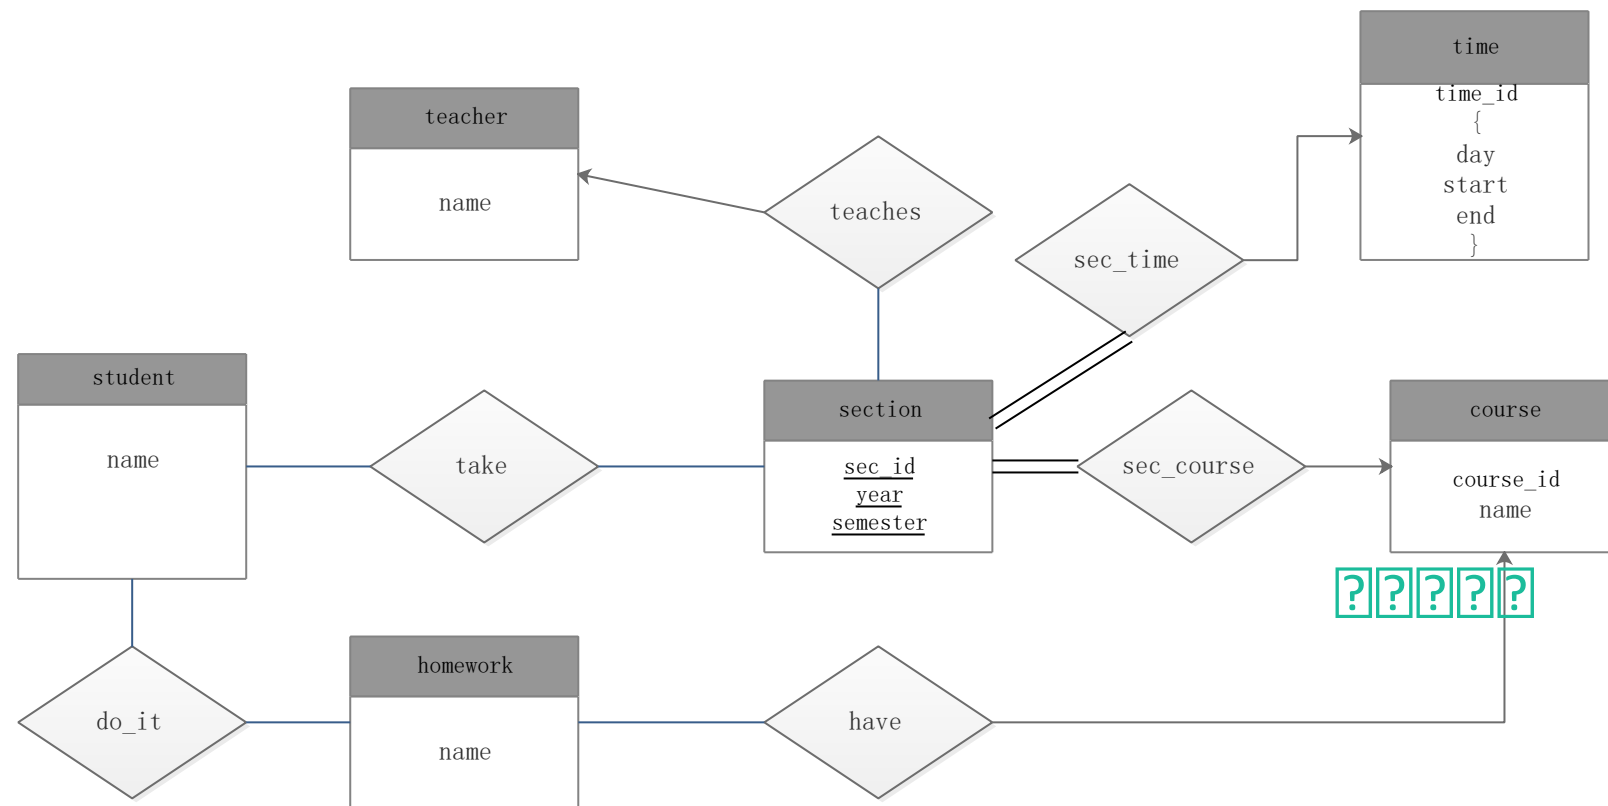 time
time_id
{
day
start
end
}
teacher
name
teaches
sec_time
student
name
take
section
sec_id
year
semester
sec_course
course
course_id
name
homework
name
do_it
have